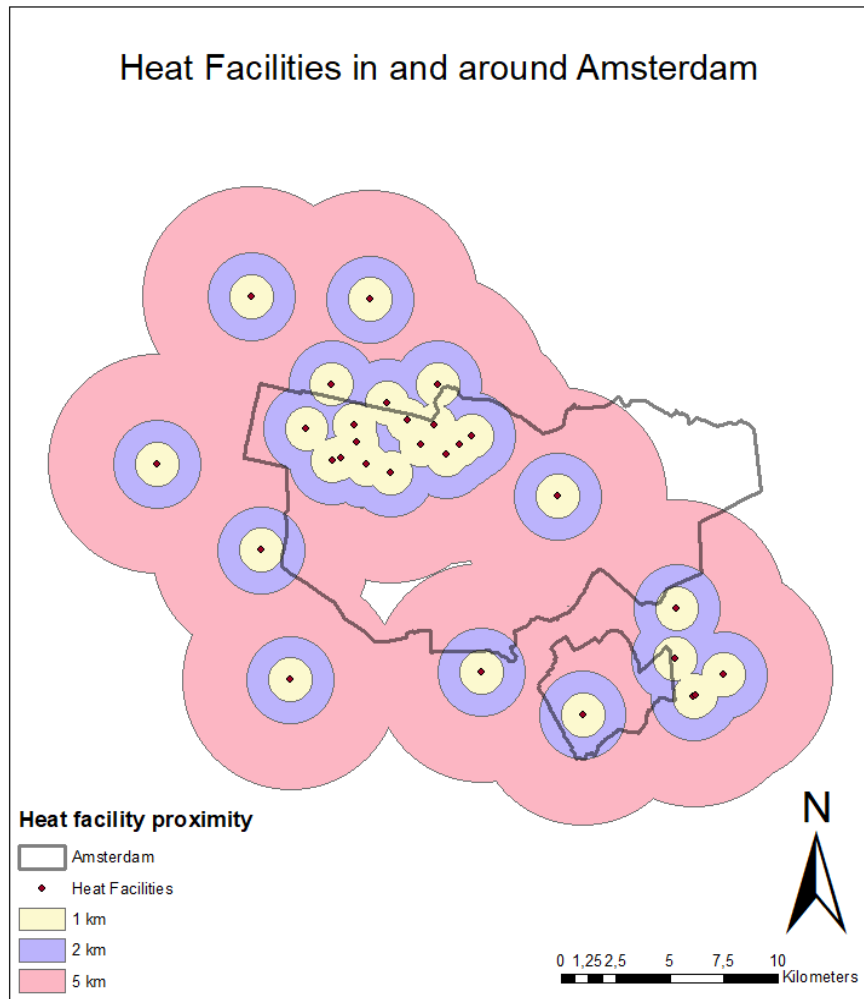 Heat Facilities in and around Amsterdam
Heat facility proximity
Amsterdam
Heat Facilities
1 km
2 km
5 km
N
0 1,25 2,5 5 7,5 10
Kilometers